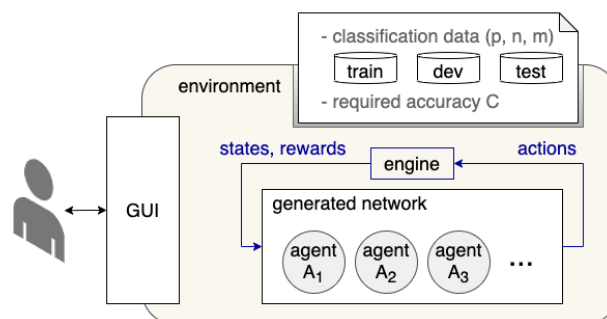 - classification data (p, n, m)
train dev test
- required accuracy C
environment
states, rewards
actions
engine
GUI
generated network
agent A₁
agent A₂
agent A₃
...